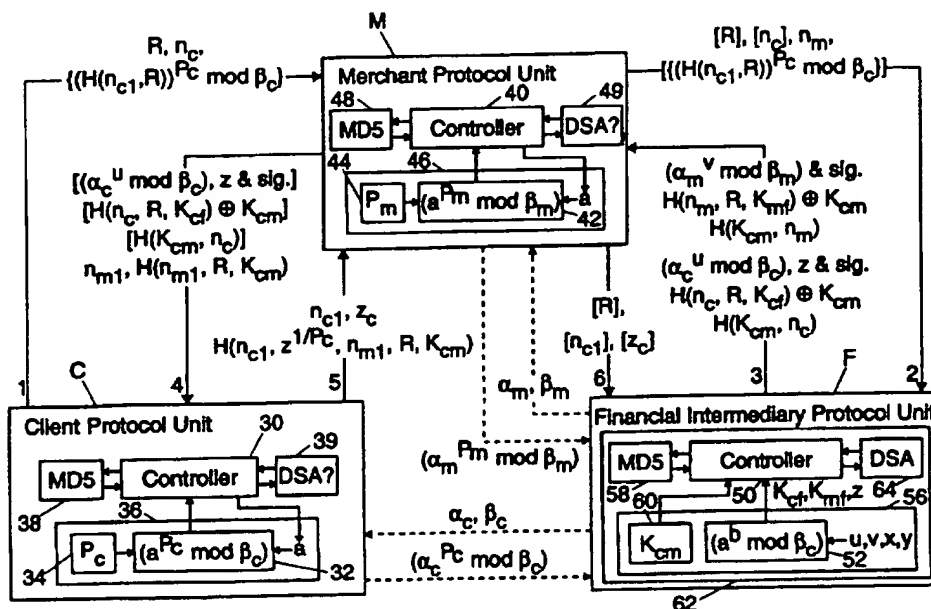 M
R, n_c,
{(H(n_c1,R))^Pc mod β_c}
[R], [n_c], n_m,
[{((H(n_c1,R))^Pc mod β_c}]
Merchant Protocol Unit
48
40
49
MD5
Controller
DSA?
44
46
P_m
(a^Pm mod β_m)
a
42
[(α_c^u mod β_c), z & sig.]
[H(n_c, R, K_cf) ⊕ K_cm]
[H(K_cm, n_c)]
n_m1, H(n_m1, R, K_cm)
(α_m^v mod β_m) & sig.
H(n_m, R, K_mf) ⊕ K_cm
H(K_cm, n_m)
(α_c^u mod β_c), z & sig.
H(n_c, R, K_cf) ⊕ K_cm
H(K_cm, n_c)
n_c1, z_c
H(n_c1, z^1/Pc, n_m1, R, K_cm)
[R],
[n_c1], [z_c]
α_m, β_m
1
C
4
5
6
3
F
2
Client Protocol Unit
30
39
MD5
Controller
DSA?
38
36
P_c
(a^Pc mod β_c)
a
34
32
(α_m^Pm mod β_m)
α_c, β_c
(α_c^Pc mod β_c)
Financial Intermediary Protocol Unit
MD5
Controller
DSA
58
60
50
K_cf, K_mf, z
64
56
K_cm
(a^b mod β_c)
u,v,x,y
52
62